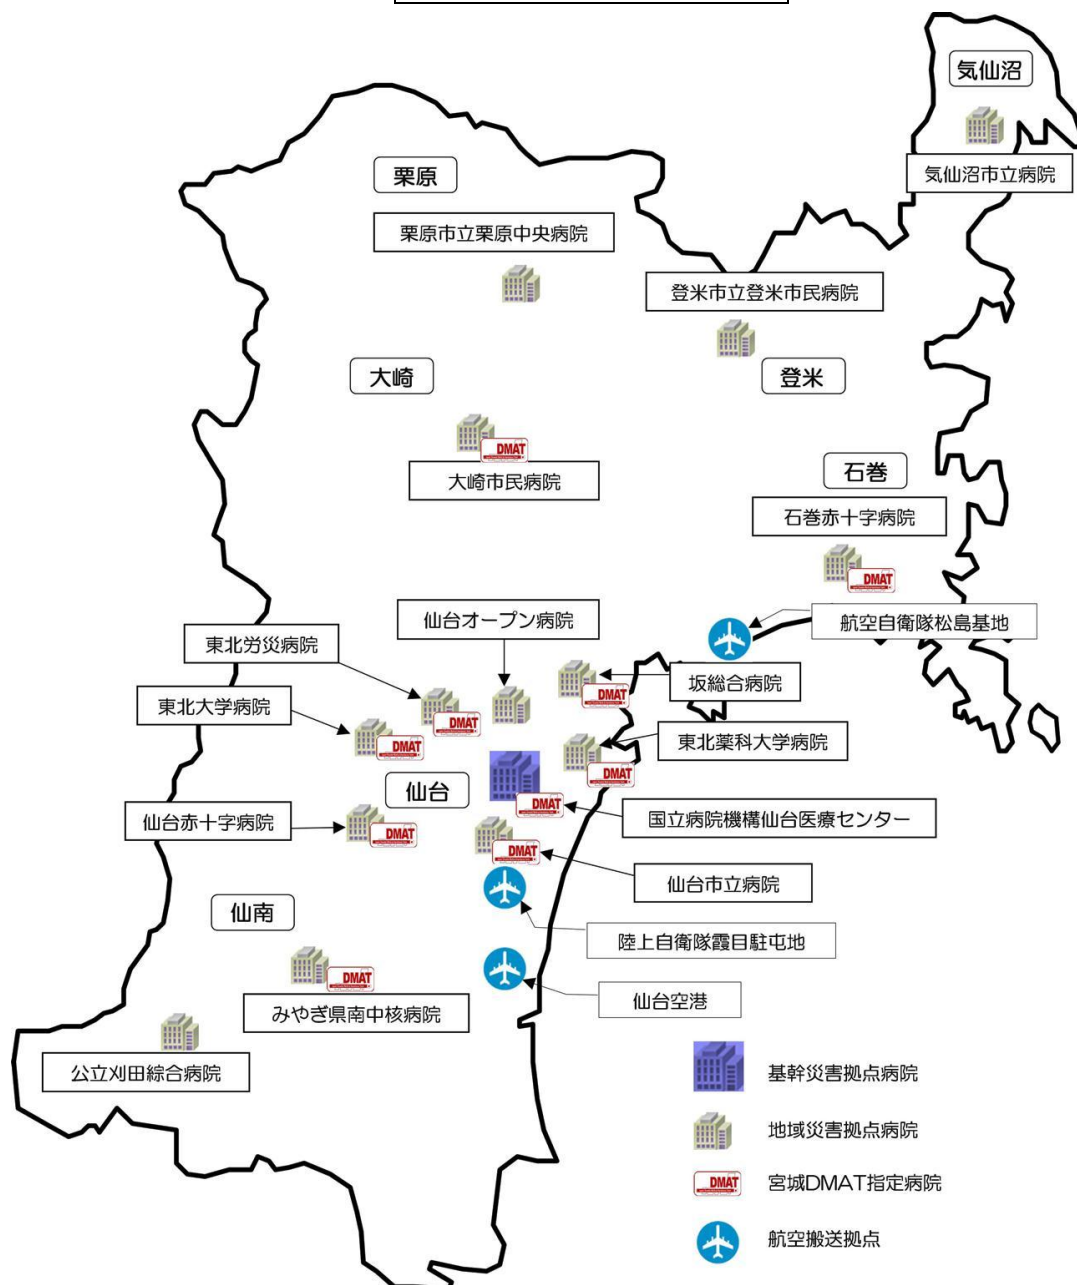 気仙沼
気仙沼市立病院
栗原
栗原市立栗原中央病院
登米市立登米市民病院
大崎
登米
DMAT
大崎市民病院
石巻
石巻赤十字病院
DMAT
航空自衛隊松島基地
仙台オープン病院
東北労災病院
坂総合病院
DMAT
東北大学病院
DMAT
DMAT
東北薬科大学病院
DMAT
仙台
DMAT
国立病院機構仙台医療センター
仙台赤十字病院
DMAT
DMAT
仙台市立病院
仙南
陸上自衛隊霞目駐屯地
DMAT
みやぎ県南中核病院
仙台空港
公立刈田綜合病院
基幹災害拠点病院
地域災害拠点病院
DMAT
宮城DMAT指定病院
航空搬送拠点